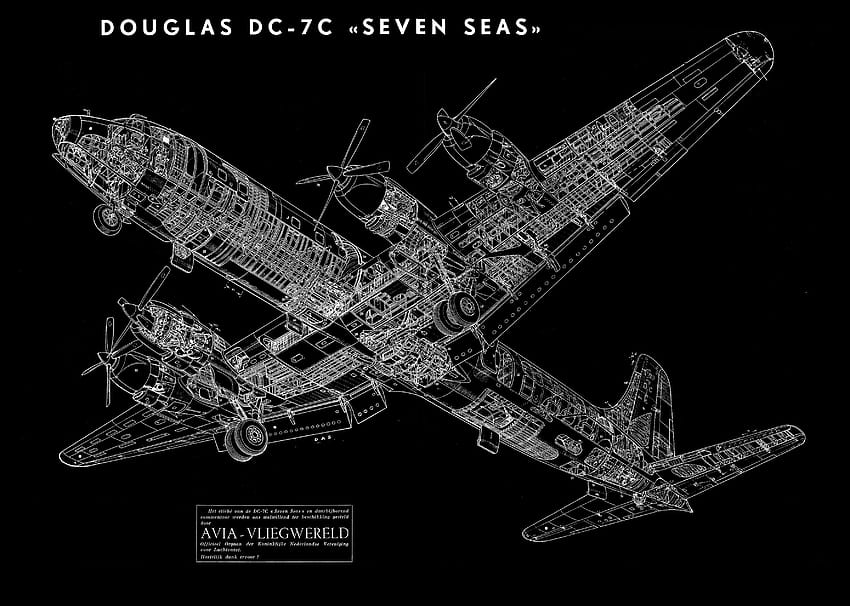 DOUGLAS DC-7C «SEVEN SEAS»
D.A.S
Het cliché van de DC-7C «Seven Seas» en daarbijhorend
commentaar werden ons welwillend ter beschikking gesteld
door
AVIA-VLIEGWERELD
Officieel Orgaan der Koninklijke Nederlandse Vereniging
voor Luchtvaart.
Hartelijk dank ervoor!